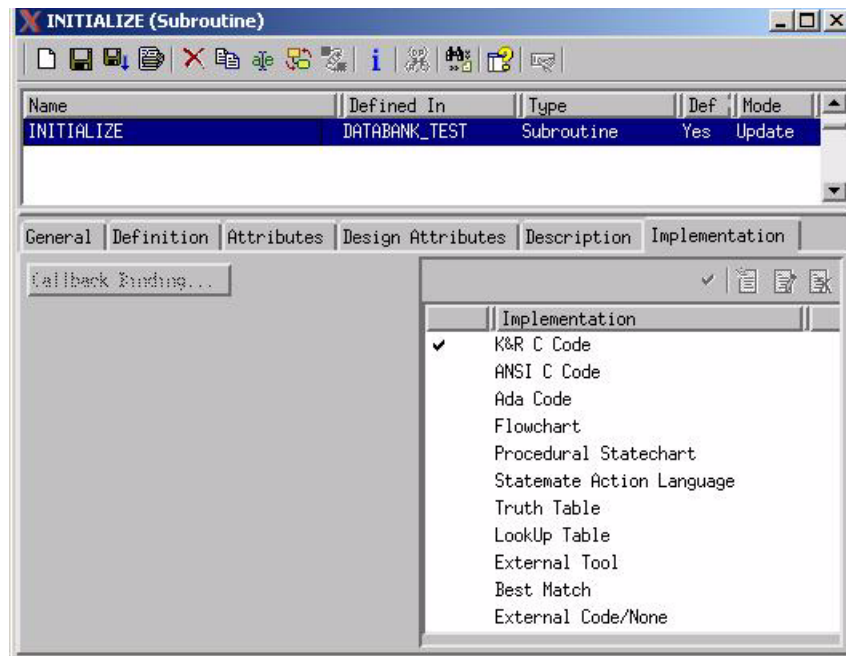 INITIALIZE (Subroutine)
Name Defined In Type Def Mode
INITIALIZE DATABANK_TEST Subroutine Yes Update
General Definition Attributes Design Attributes Description Implementation
Callback Binding...
Implementation
K&R C Code
ANSI C Code
Ada Code
Flowchart
Procedural Statechart
Statemate Action Language
Truth Table
LookUp Table
External Tool
Best Match
External Code/None